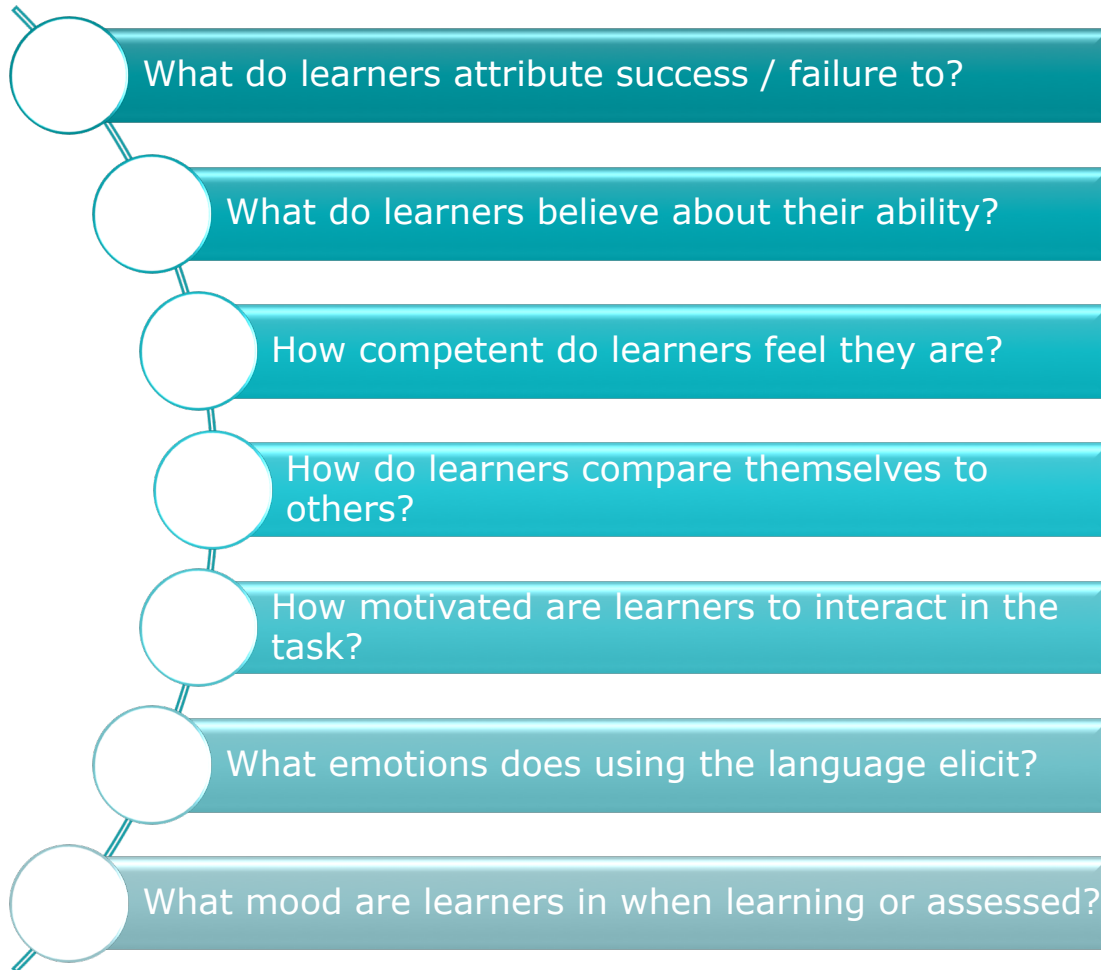 What do learners attribute success / failure to?
What do learners believe about their ability?
How competent do learners feel they are?
How do learners compare themselves to
others?
How motivated are learners to interact in the
task?
What emotions does using the language elicit?
What mood are learners in when learning or assessed?